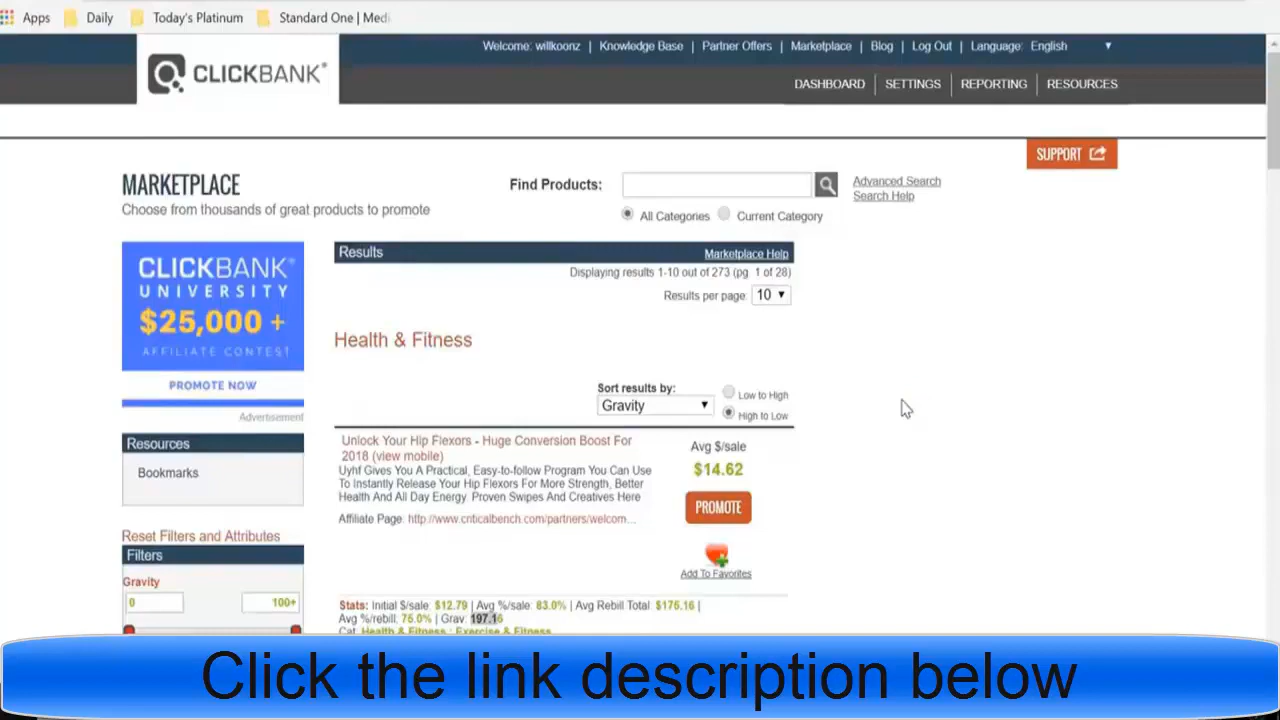 Apps Daily Today's Platinum Standard One | Medi
Welcome: willkoonz | Knowledge Base | Partner Offers | Marketplace | Blog | Log Out | Language: English
CLICKBANK®
DASHBOARD SETTINGS REPORTING RESOURCES
SUPPORT
MARKETPLACE
Choose from thousands of great products to promote
Find Products:
Advanced Search
Search Help
All Categories Current Category
CLICKBANK®
UNIVERSITY
$25,000 +
AFFILIATE CONTEST
PROMOTE NOW
Advertisement
Resources
Bookmarks
Reset Filters and Attributes
Filters
Gravity
0 100+
Results Marketplace Help
Displaying results 1-10 out of 273 (pg 1 of 28)
Results per page: 10
Health & Fitness
Sort results by:
Gravity
Low to High
High to Low
Unlock Your Hip Flexors - Huge Conversion Boost For
2018 (view mobile)
Uyhf Gives You A Practical, Easy-to-follow Program You Can Use
To Instantly Release Your Hip Flexors For More Strength, Better
Health And All Day Energy. Proven Swipes And Creatives Here
Affiliate Page: http://www.criticalbench.com/partners/welcom...
Avg $/sale
$14.62
PROMOTE
Add To Favorites
Stats: Initial $/sale: $12.79 | Avg %/sale: 83.0% | Avg Rebill Total: $175.16 |
Avg %/rebill: 75.0% | Grav: 197.16
Cat: Health & Fitness : Exercise & Fitness
Click the link description below